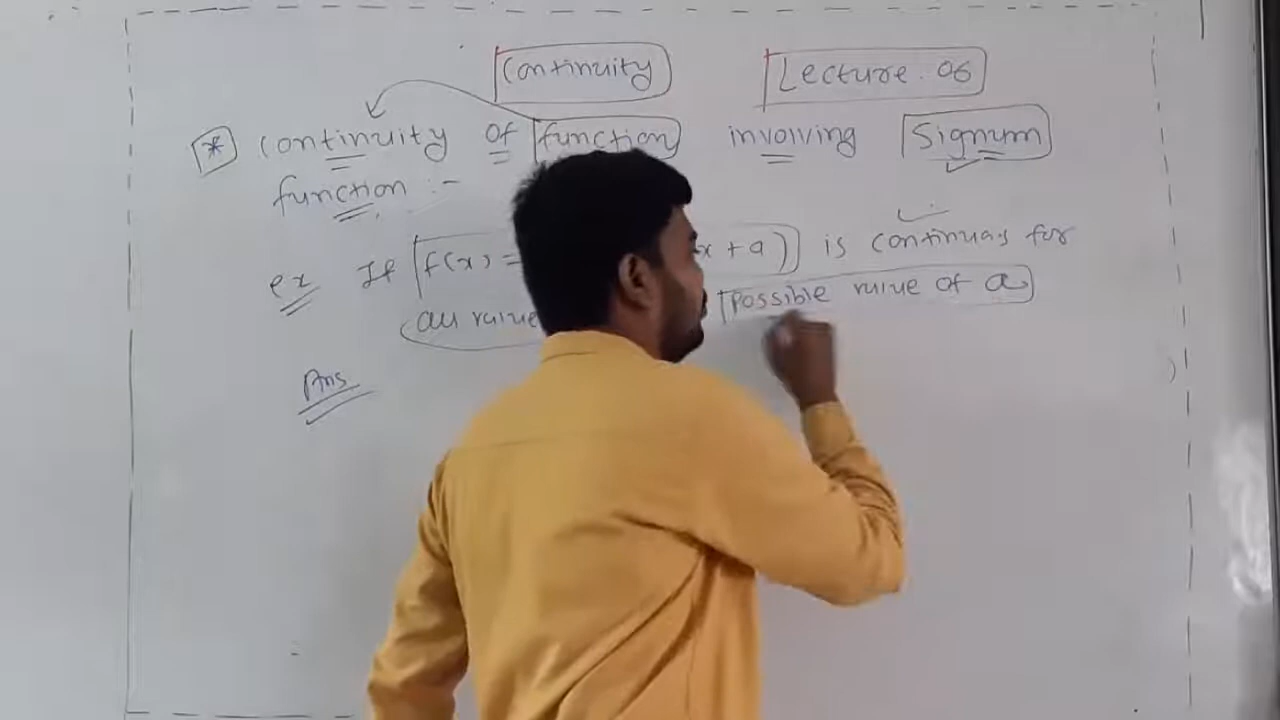 Continuity Lecture. 06
* Continuity of function involving Signum
function :-
ex If f(x) = x + a) is continuas for
all value possible value of a
Ans